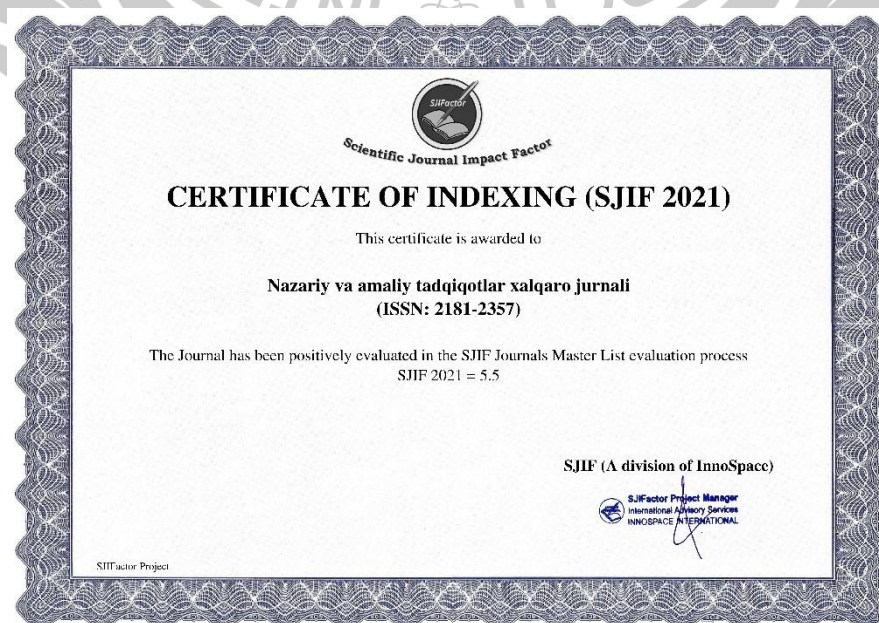 SJIFactor
Scientific Journal Impact Factor
CERTIFICATE OF INDEXING (SJIF 2021)
This certificate is awarded to
Nazariy va amaliy tadqiqotlar xalqaro jurnali
(ISSN: 2181-2357)
The Journal has been positively evaluated in the SJIF Journals Master List evaluation process
SJIF 2021 = 5.5
SJIF (A division of InnoSpace)
SJIFactor Project Manager
International Advisory Services
INNOSPACE INTERNATIONAL
SJIFactor Project